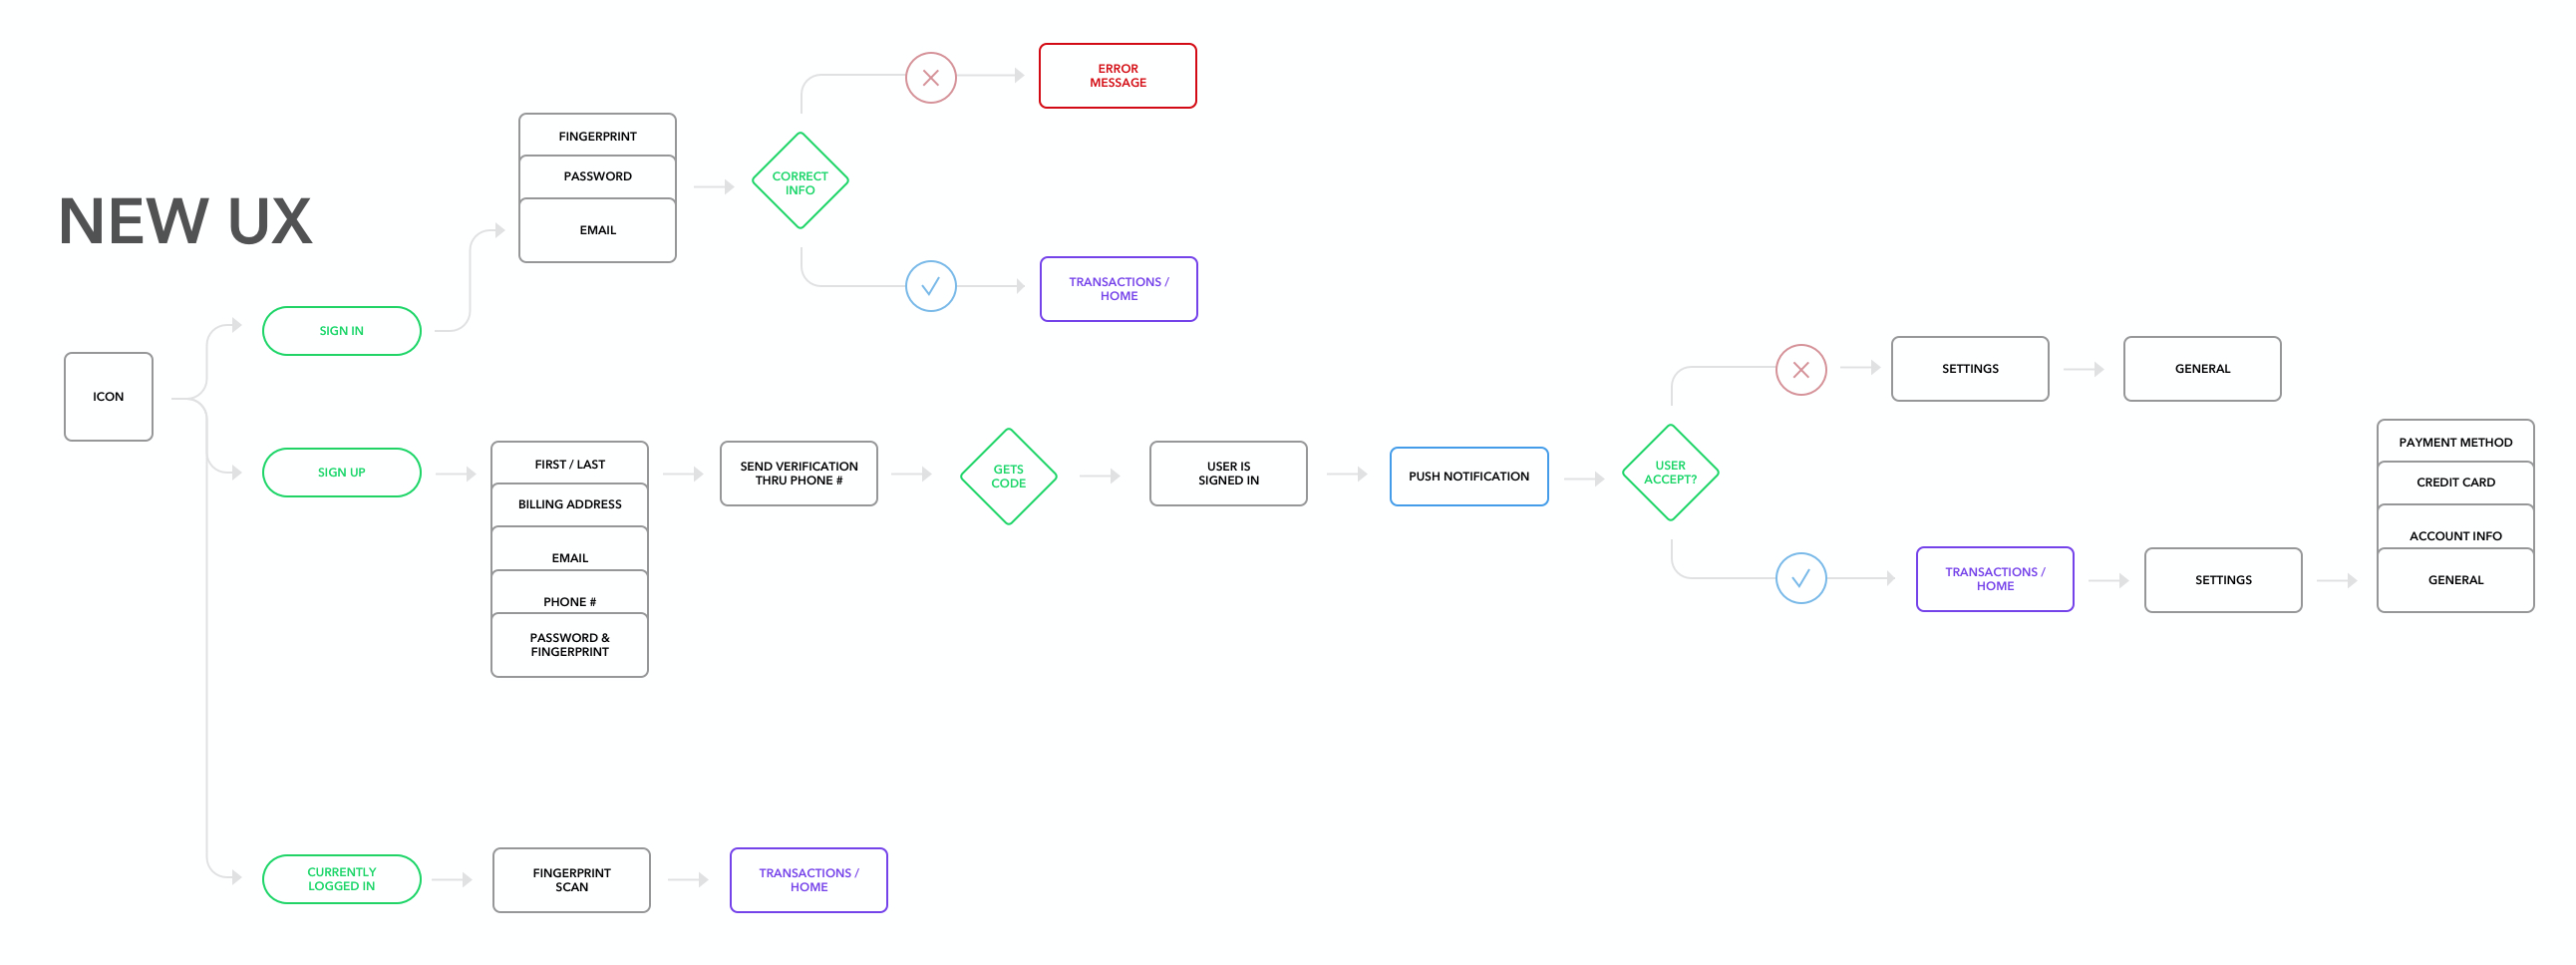 NEW UX
ICON
SIGN IN
FINGERPRINT
PASSWORD
EMAIL
CORRECT
INFO
ERROR
MESSAGE
TRANSACTIONS /
HOME
SIGN UP
FIRST / LAST
BILLING ADDRESS
EMAIL
PHONE #
PASSWORD &
FINGERPRINT
SEND VERIFICATION
THRU PHONE #
GETS
CODE
USER IS
SIGNED IN
PUSH NOTIFICATION
USER
ACCEPT?
SETTINGS
GENERAL
TRANSACTIONS /
HOME
SETTINGS
PAYMENT METHOD
CREDIT CARD
ACCOUNT INFO
GENERAL
CURRENTLY
LOGGED IN
FINGERPRINT
SCAN
TRANSACTIONS /
HOME